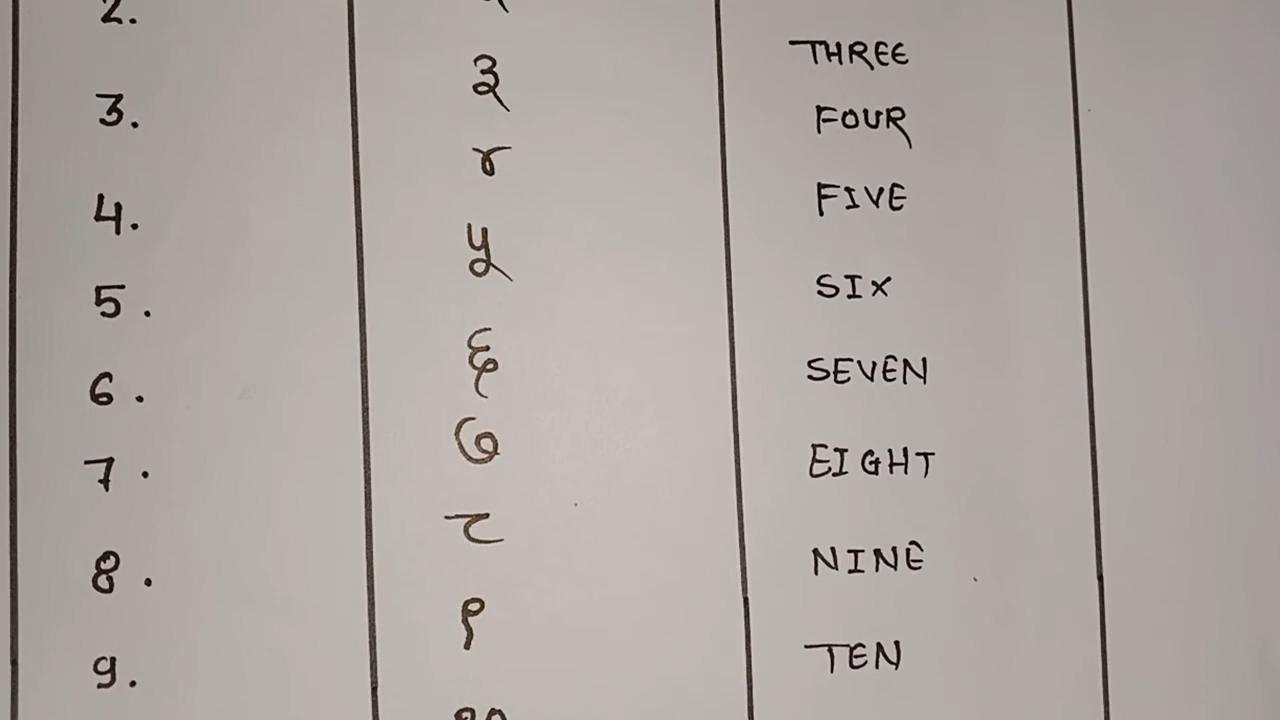 2.
३ THREE
3. FOUR
४
4. FIVE
५
5. SIX
६ SEVEN
6.
७ EIGHT
7.
८ NINE
8.
९ TEN
9.
१०